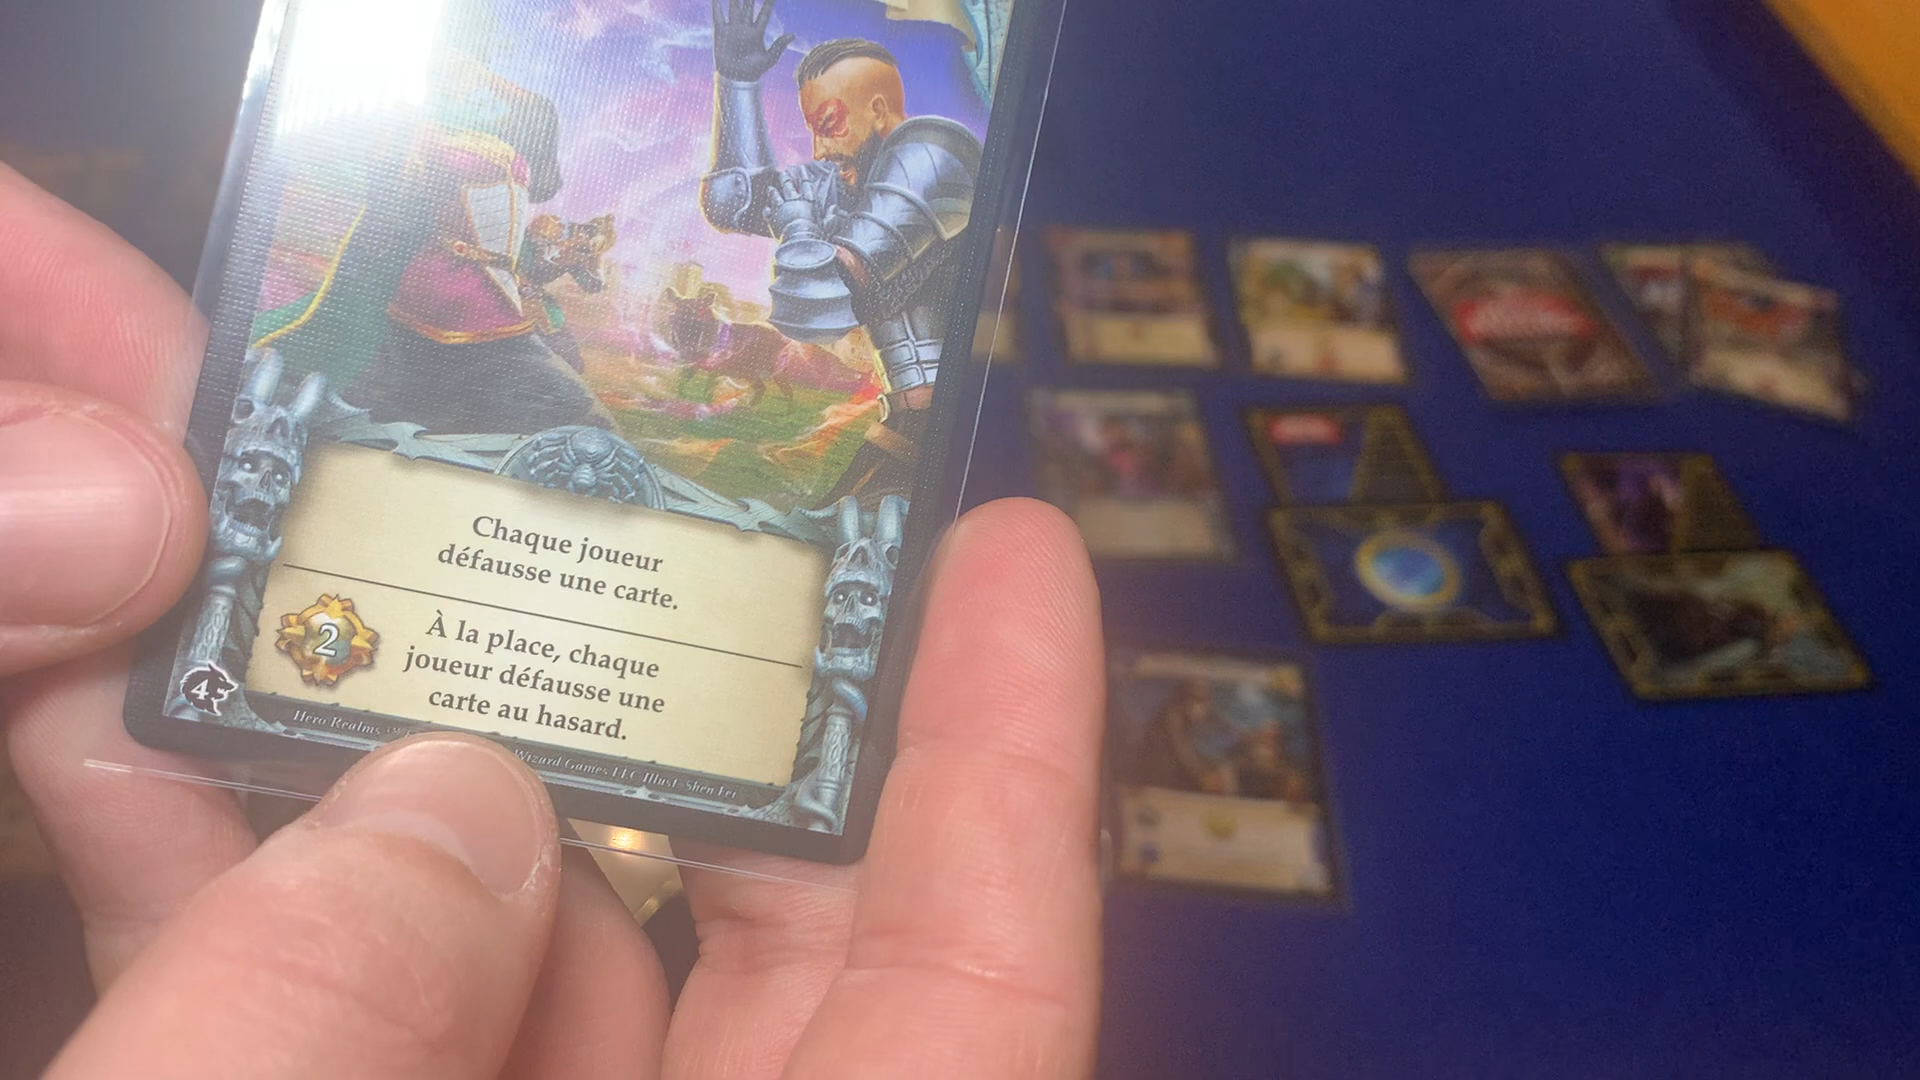 Chaque joueur
défausse une carte.
2
À la place, chaque
joueur défausse une
carte au hasard.
4
Hero Realms ™ Wizard Games LLC Illust. Shen Fei